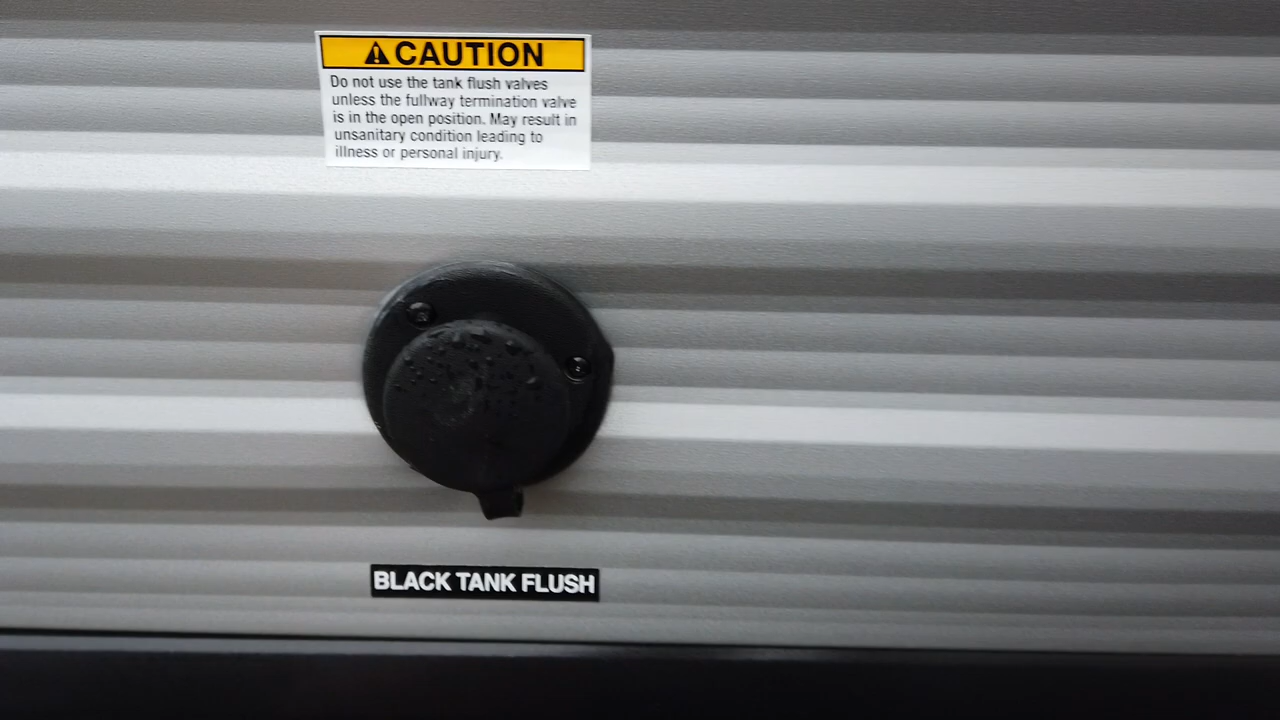 CAUTION
Do not use the tank flush valves
unless the fullway termination valve
is in the open position. May result in
unsanitary condition leading to
illness or personal injury.
BLACK TANK FLUSH